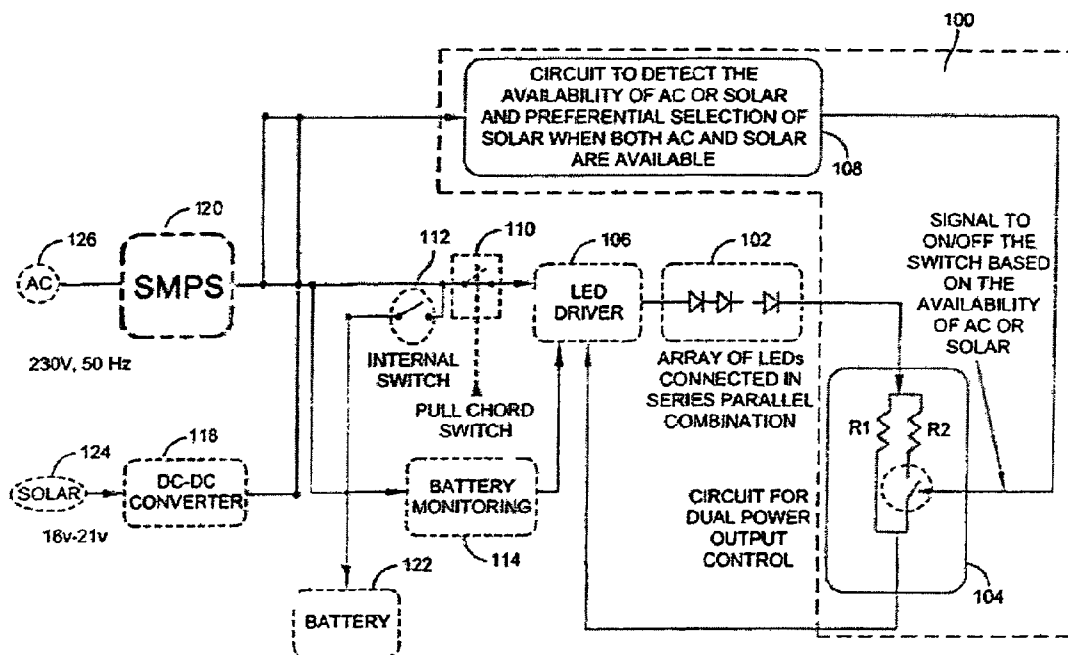 100
CIRCUIT TO DETECT THE
AVAILABILITY OF AC OR SOLAR
AND PREFERENTIAL SELECTION OF
SOLAR WHEN BOTH AC AND SOLAR
ARE AVAILABLE
108
126
AC
120
SMPS
230V, 50 Hz
112
INTERNAL
SWITCH
110
PULL CHORD
SWITCH
106
LED
DRIVER
102
ARRAY OF LEDs
CONNECTED IN
SERIES PARALLEL
COMBINATION
SIGNAL TO
ON/OFF THE
SWITCH BASED
ON THE
AVAILABILITY
OF AC OR
SOLAR
R1
R2
124
SOLAR
18v-21v
118
DC-DC
CONVERTER
BATTERY
MONITORING
114
CIRCUIT FOR
DUAL POWER
OUTPUT
CONTROL
104
122
BATTERY